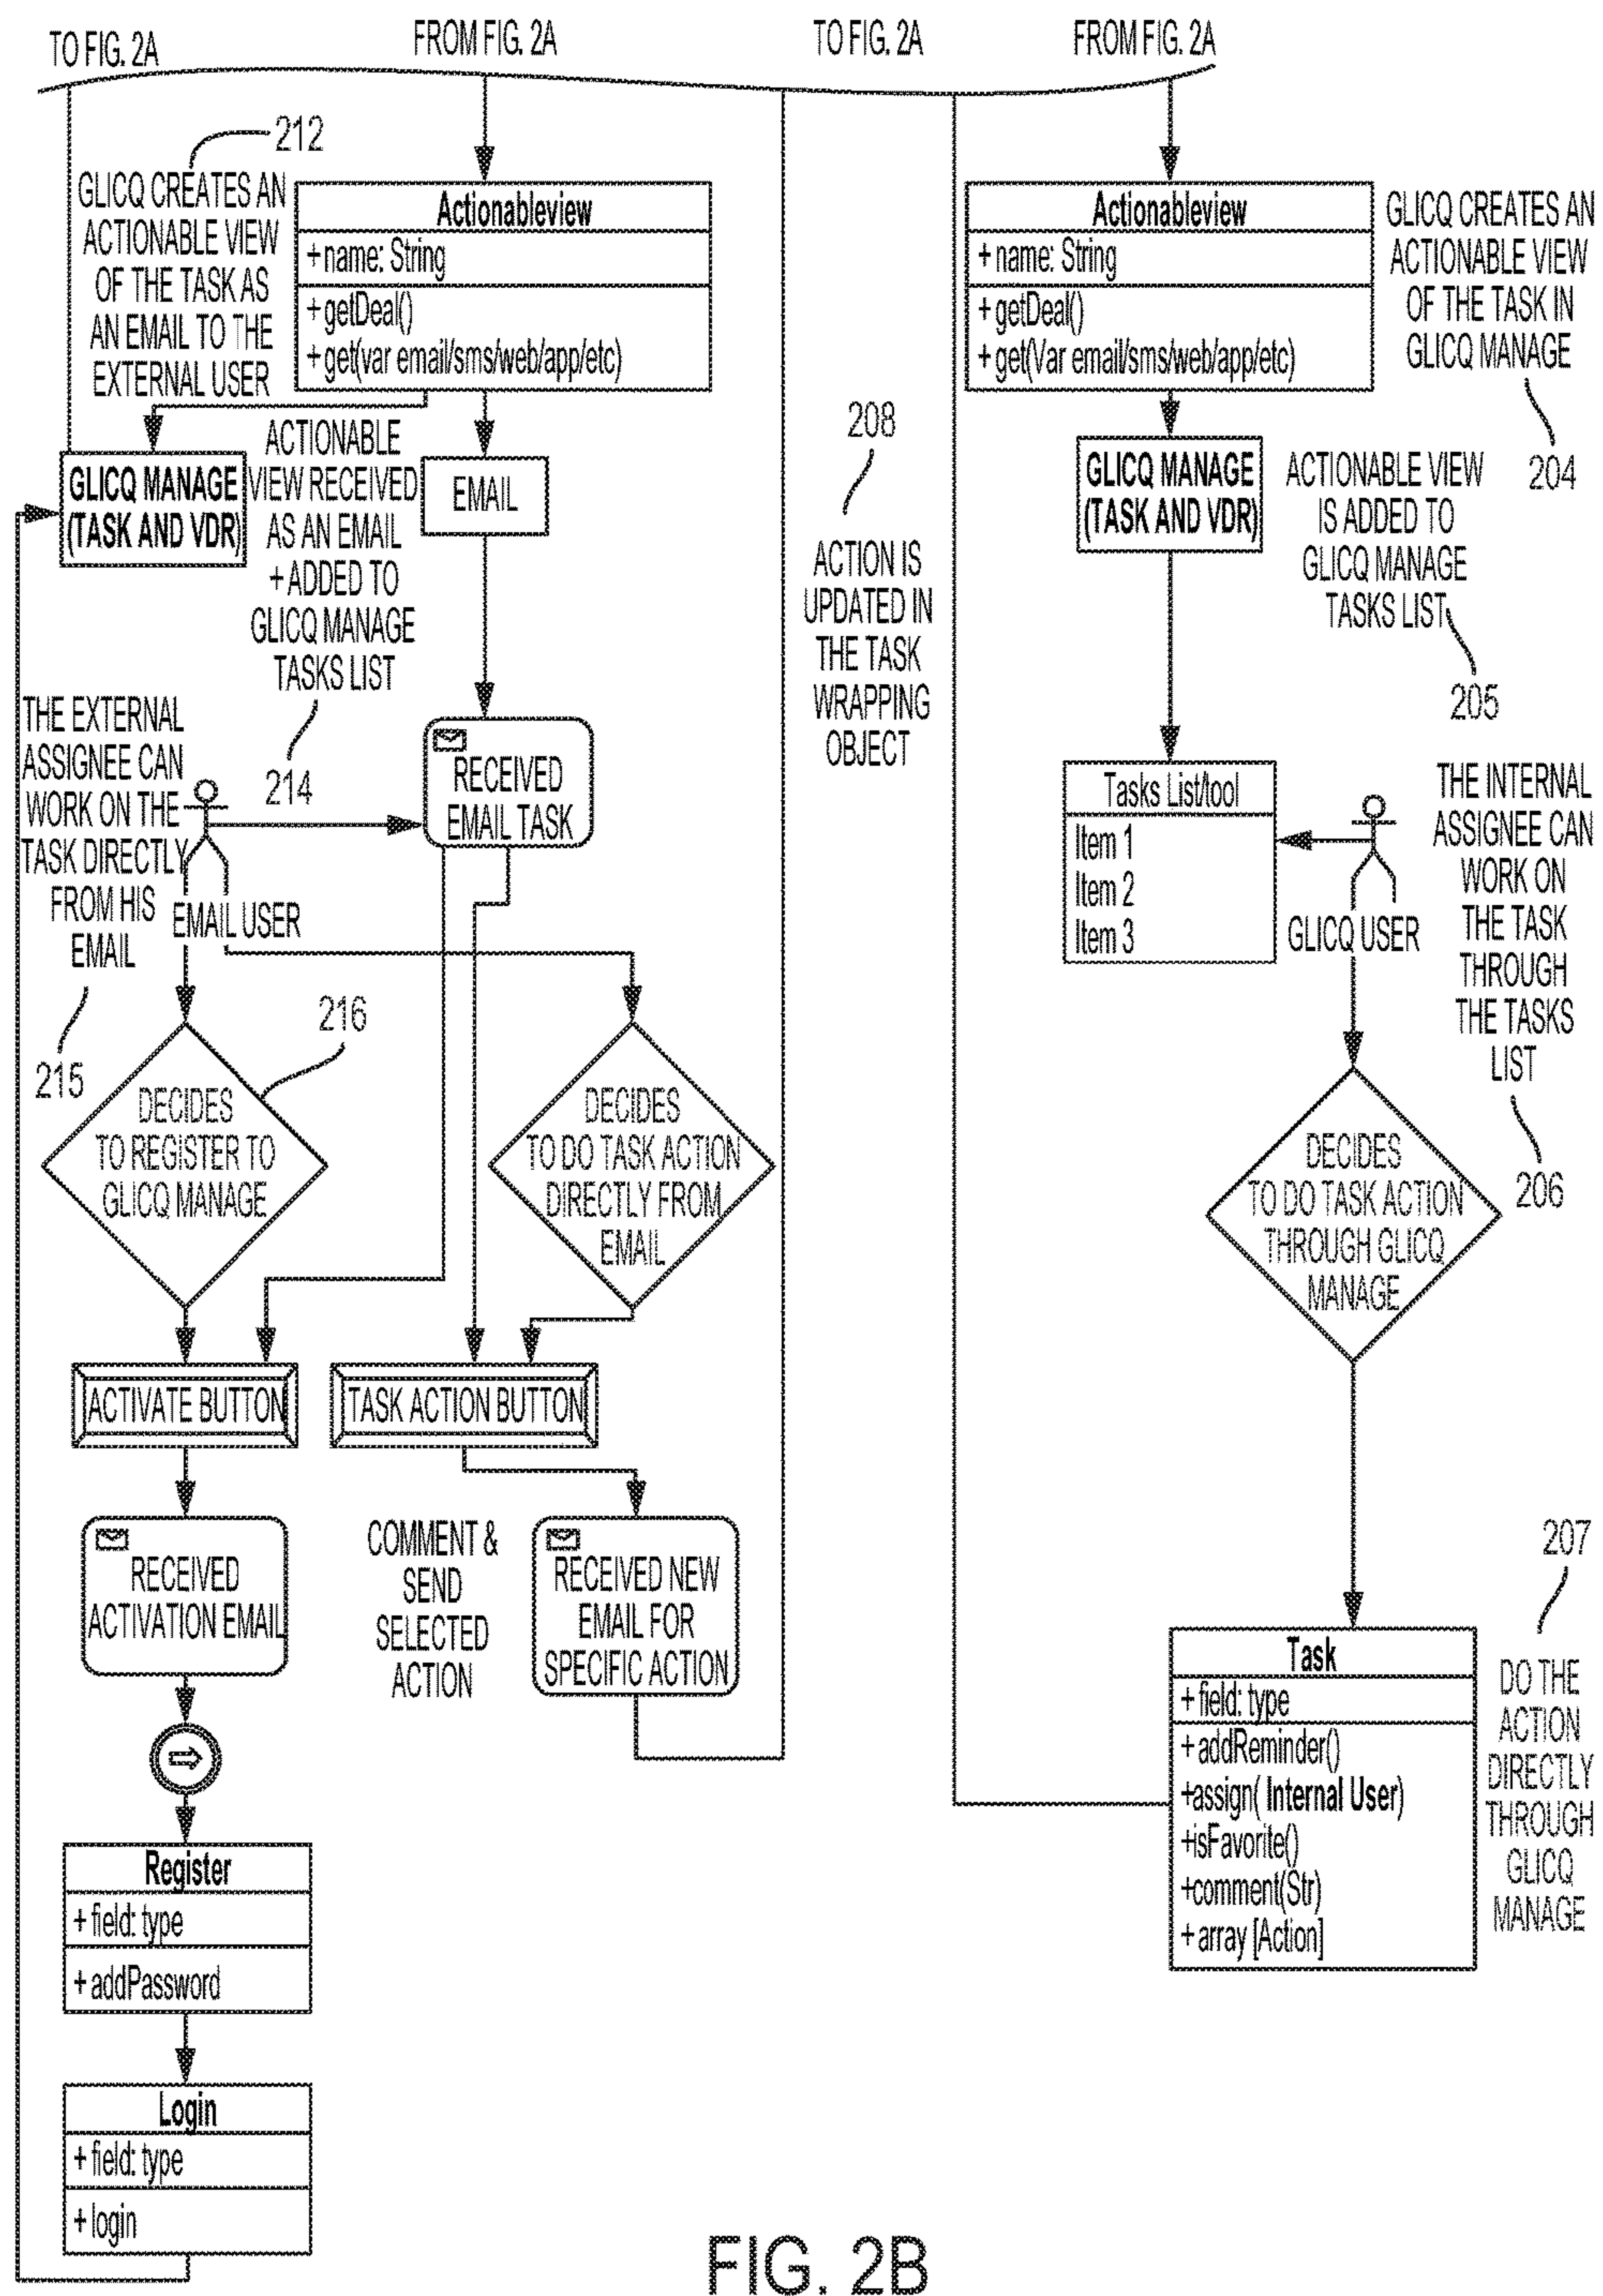 TO FIG. 2A
FROM FIG. 2A
TO FIG. 2A
FROM FIG. 2A
212
GLICQ CREATES AN
ACTIONABLE VIEW
OF THE TASK AS
AN EMAIL TO THE
EXTERNAL USER
Actionableview
+ name: String
+ getDeal()
+ get(var email/sms/web/app/etc)
GLICQ MANAGE
(TASK AND VDR)
ACTIONABLE
VIEW RECEIVED
AS AN EMAIL
+ ADDED TO
GLICQ MANAGE
TASKS LIST
214
EMAIL
THE EXTERNAL
ASSIGNEE CAN
WORK ON THE
TASK DIRECTLY
FROM HIS
EMAIL
215
RECEIVED
EMAIL TASK
EMAIL USER
216
DECIDES
TO REGISTER TO
GLICQ MANAGE
DECIDES
TO DO TASK ACTION
DIRECTLY FROM
EMAIL
ACTIVATE BUTTON
TASK ACTION BUTTON
RECEIVED
ACTIVATION EMAIL
COMMENT &
SEND
SELECTED
ACTION
RECEIVED NEW
EMAIL FOR
SPECIFIC ACTION
Register
+ field: type
+ addPassword
Login
+ field: type
+ login
208
ACTION IS
UPDATED IN
THE TASK
WRAPPING
OBJECT
Actionableview
+ name: String
+ getDeal()
+ get(Var email/sms/web/app/etc)
GLICQ CREATES AN
ACTIONABLE VIEW
OF THE TASK IN
GLICQ MANAGE
204
GLICQ MANAGE
(TASK AND VDR)
ACTIONABLE VIEW
IS ADDED TO
GLICQ MANAGE
TASKS LIST
205
Tasks List/tool
Item 1
Item 2
Item 3
GLICQ USER
THE INTERNAL
ASSIGNEE CAN
WORK ON
THE TASK
THROUGH
THE TASKS
LIST
206
DECIDES
TO DO TASK ACTION
THROUGH GLICQ
MANAGE
207
DO THE
ACTION
DIRECTLY
THROUGH
GLICQ
MANAGE
Task
+ field: type
+ addReminder()
+assign( Internal User)
+isFavorite()
+comment(Str)
+ array [Action]
FIG. 2B